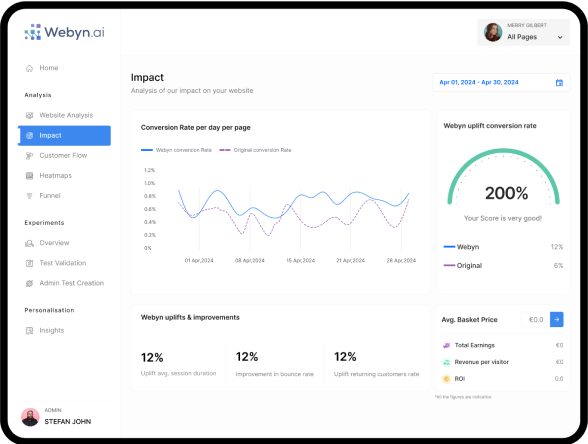 Webyn.ai
MERRY GILBERT
All Pages
Home
Analysis
Website Analysis
Impact
Customer Flow
Heatmaps
Funnel
Experiments
Overview
Test Validation
Admin Test Creation
Personalisation
Insights
ADMIN
STEFAN JOHN
Impact
Analysis of our impact on your website
Apr 01, 2024 - Apr 30, 2024
Conversion Rate per day per page
Webyn conversion Rate
Original conversion Rate
1.2%
1.0%
1.2%
0.8%
0.6%
0.4%
0.2%
0%
01 Apr,2024
08 Apr,2024
15 Apr,2024
21 Apr,2024
28 Apr,2024
Webyn uplift conversion rate
200%
Your Score is very good!
Webyn 12%
Original 6%
Webyn uplifts & improvements
12%
Uplift avg. session duration
12%
Improvement in bounce rate
12%
Uplift returning customers rate
Avg. Basket Price €0,0
Total Earnings €0
Revenue per visitor €0
ROI 0.0
*All the figures are indicative